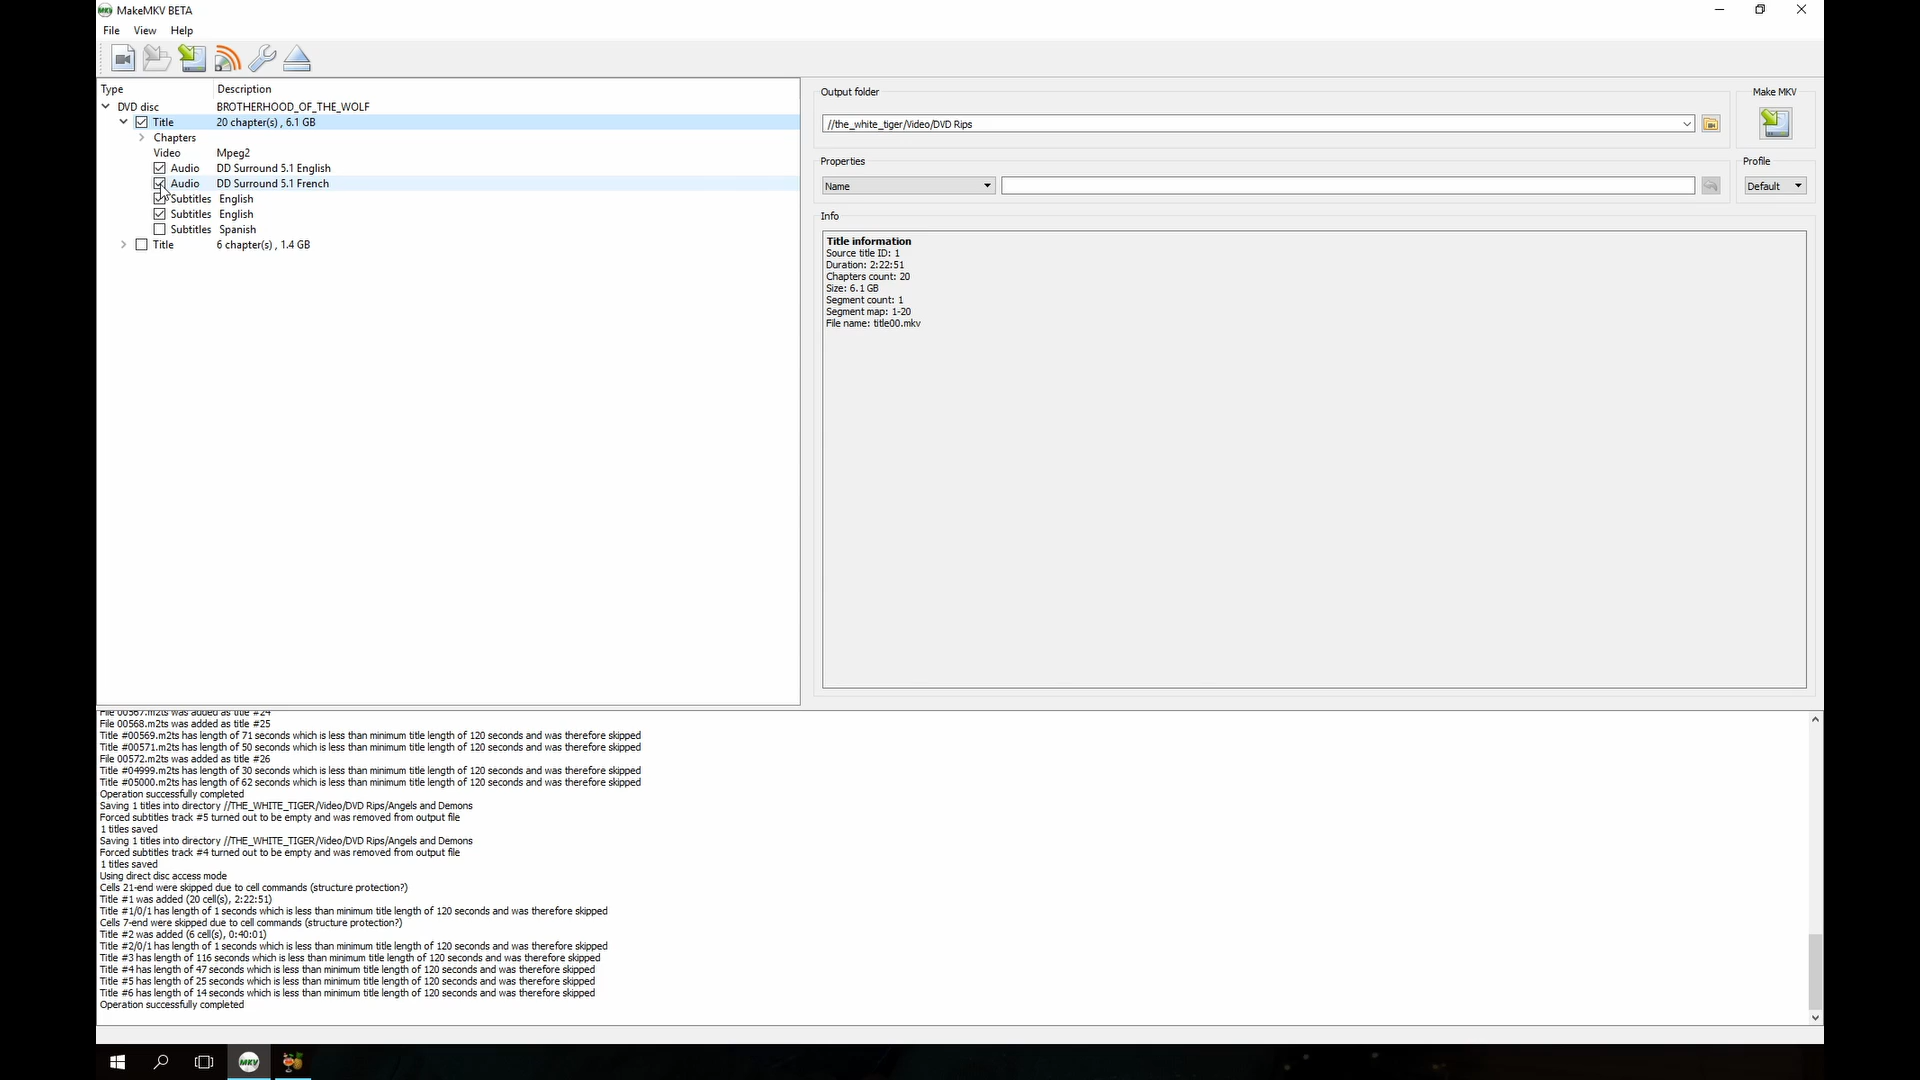 MakeMKV BETA
File View Help
Type Description
DVD disc BROTHERHOOD_OF_THE_WOLF
Title 20 chapter(s) , 6.1 GB
Chapters
Video Mpeg2
Audio DD Surround 5.1 English
Audio DD Surround 5.1 French
Subtitles English
Subtitles English
Subtitles Spanish
Title 6 chapter(s) , 1.4 GB
Output folder
//the_white_tiger/Video/DVD Rips
Make MKV
Properties
Name
Profile
Default
Info
Title information
Source title ID: 1
Duration: 2:22:51
Chapters count: 20
Size: 6.1 GB
Segment count: 1
Segment map: 1-20
File name: title00.mkv
File 00567.m2ts was added as title #24
File 00568.m2ts was added as title #25
Title #00569.m2ts has length of 71 seconds which is less than minimum title length of 120 seconds and was therefore skipped
Title #00571.m2ts has length of 50 seconds which is less than minimum title length of 120 seconds and was therefore skipped
File 00572.m2ts was added as title #26
Title #04999.m2ts has length of 30 seconds which is less than minimum title length of 120 seconds and was therefore skipped
Title #05000.m2ts has length of 62 seconds which is less than minimum title length of 120 seconds and was therefore skipped
Operation successfully completed
Saving 1 titles into directory //THE_WHITE_TIGER/Video/DVD Rips/Angels and Demons
Forced subtitles track #5 turned out to be empty and was removed from output file
1 titles saved
Saving 1 titles into directory //THE_WHITE_TIGER/Video/DVD Rips/Angels and Demons
Forced subtitles track #4 turned out to be empty and was removed from output file
1 titles saved
Using direct disc access mode
Cells 21-end were skipped due to cell commands (structure protection?)
Title #1 was added (20 cell(s), 2:22:51)
Title #1/0/1 has length of 1 seconds which is less than minimum title length of 120 seconds and was therefore skipped
Cells 7-end were skipped due to cell commands (structure protection?)
Title #2 was added (6 cell(s), 0:40:01)
Title #2/0/1 has length of 1 seconds which is less than minimum title length of 120 seconds and was therefore skipped
Title #3 has length of 116 seconds which is less than minimum title length of 120 seconds and was therefore skipped
Title #4 has length of 47 seconds which is less than minimum title length of 120 seconds and was therefore skipped
Title #5 has length of 25 seconds which is less than minimum title length of 120 seconds and was therefore skipped
Title #6 has length of 14 seconds which is less than minimum title length of 120 seconds and was therefore skipped
Operation successfully completed
MKV